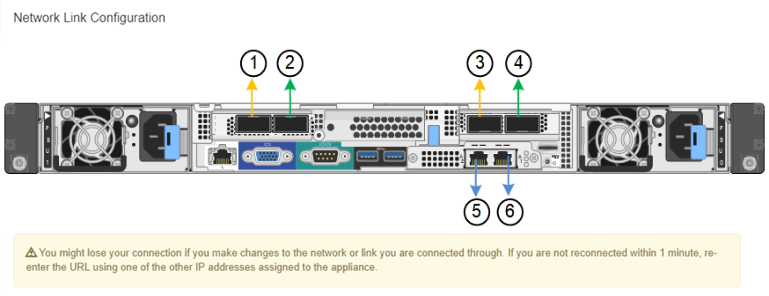 Network Link Configuration
1 2 3 4
5 6
You might lose your connection if you make changes to the network or link you are connected through. If you are not reconnected within 1 minute, re-
enter the URL using one of the other IP addresses assigned to the appliance.